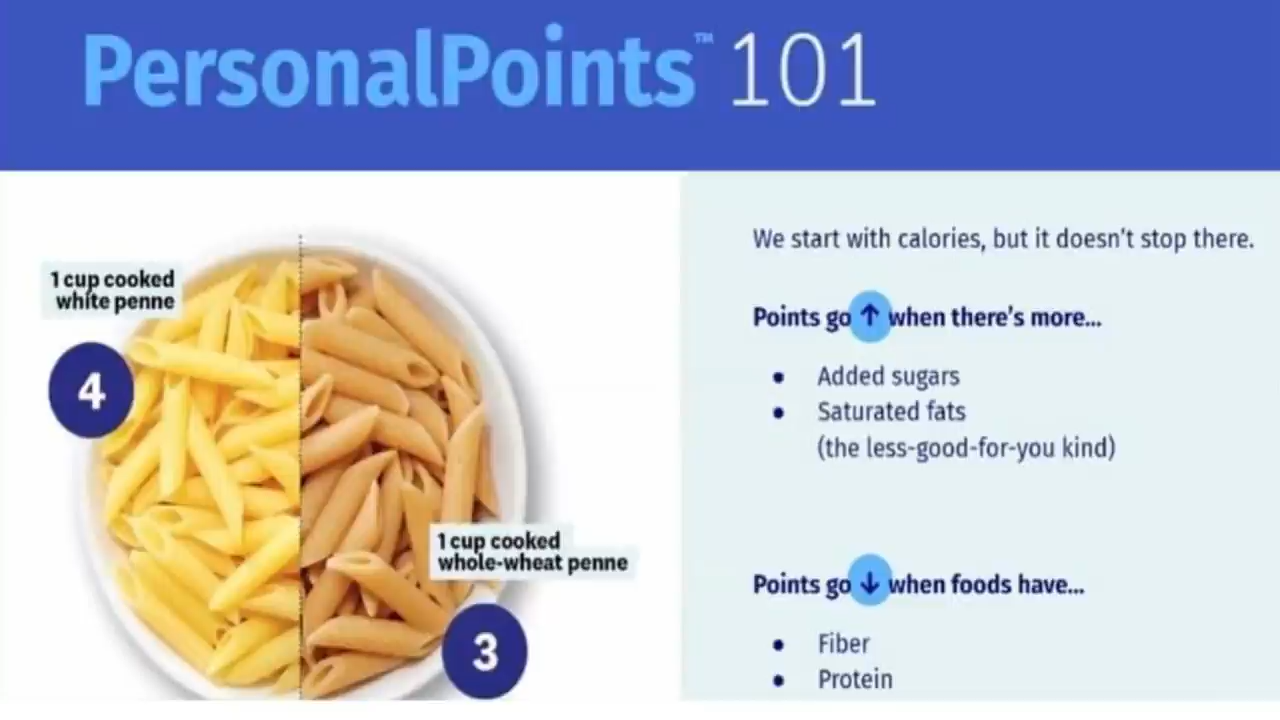 PersonalPoints™ 101
1 cup cooked
white penne
4
1 cup cooked
whole-wheat penne
3
We start with calories, but it doesn't stop there.
Points go ↑ when there's more...
• Added sugars
• Saturated fats
(the less-good-for-you kind)
Points go ↓ when foods have...
• Fiber
• Protein